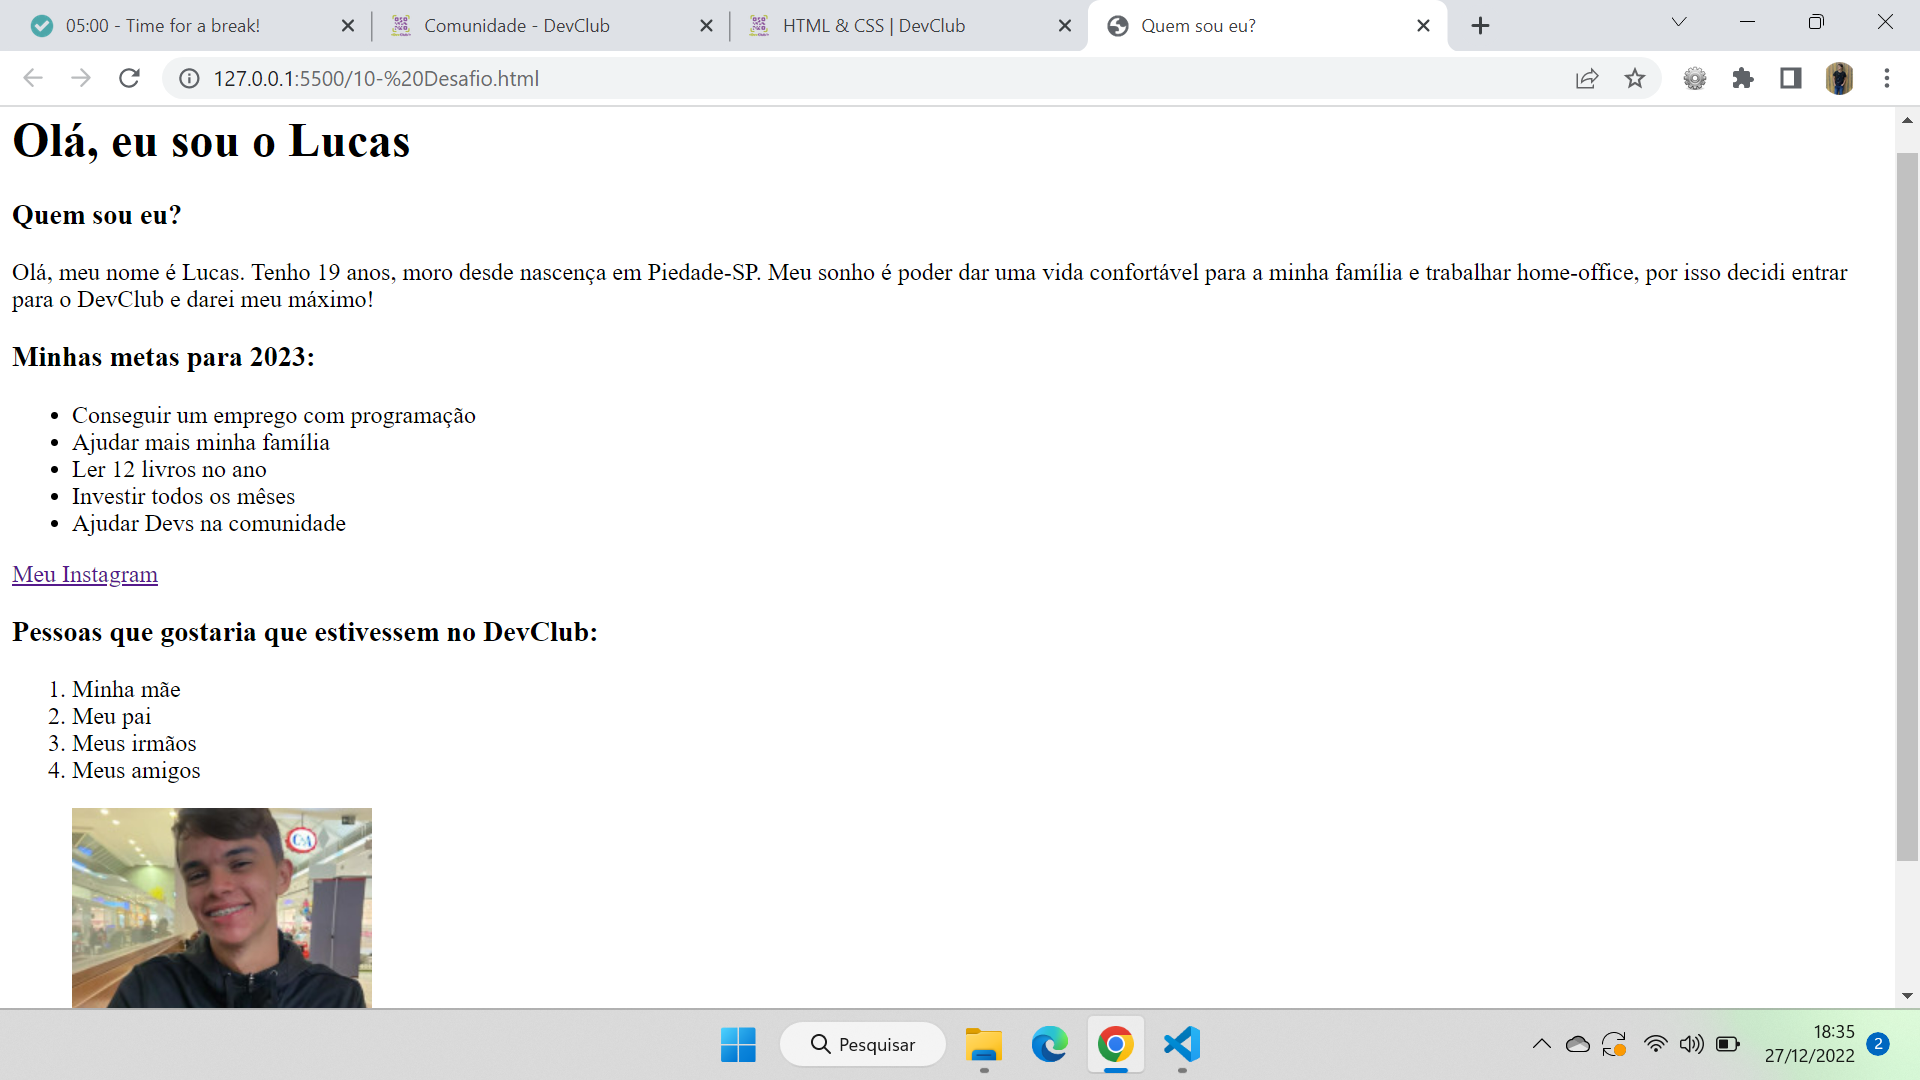 05:00 - Time for a break!
Comunidade - DevClub
HTML & CSS | DevClub
Quem sou eu?
127.0.0.1:5500/10-%20Desafio.html
Olá, eu sou o Lucas
Quem sou eu?
Olá, meu nome é Lucas. Tenho 19 anos, moro desde nascença em Piedade-SP. Meu sonho é poder dar uma vida confortável para a minha família e trabalhar home-office, por isso decidi entrar
para o DevClub e darei meu máximo!
Minhas metas para 2023:
• Conseguir um emprego com programação
• Ajudar mais minha família
• Ler 12 livros no ano
• Investir todos os mêses
• Ajudar Devs na comunidade
Meu Instagram
Pessoas que gostaria que estivessem no DevClub:
1. Minha mãe
2. Meu pai
3. Meus irmãos
4. Meus amigos
C&A
Pesquisar
18:35
27/12/2022
2